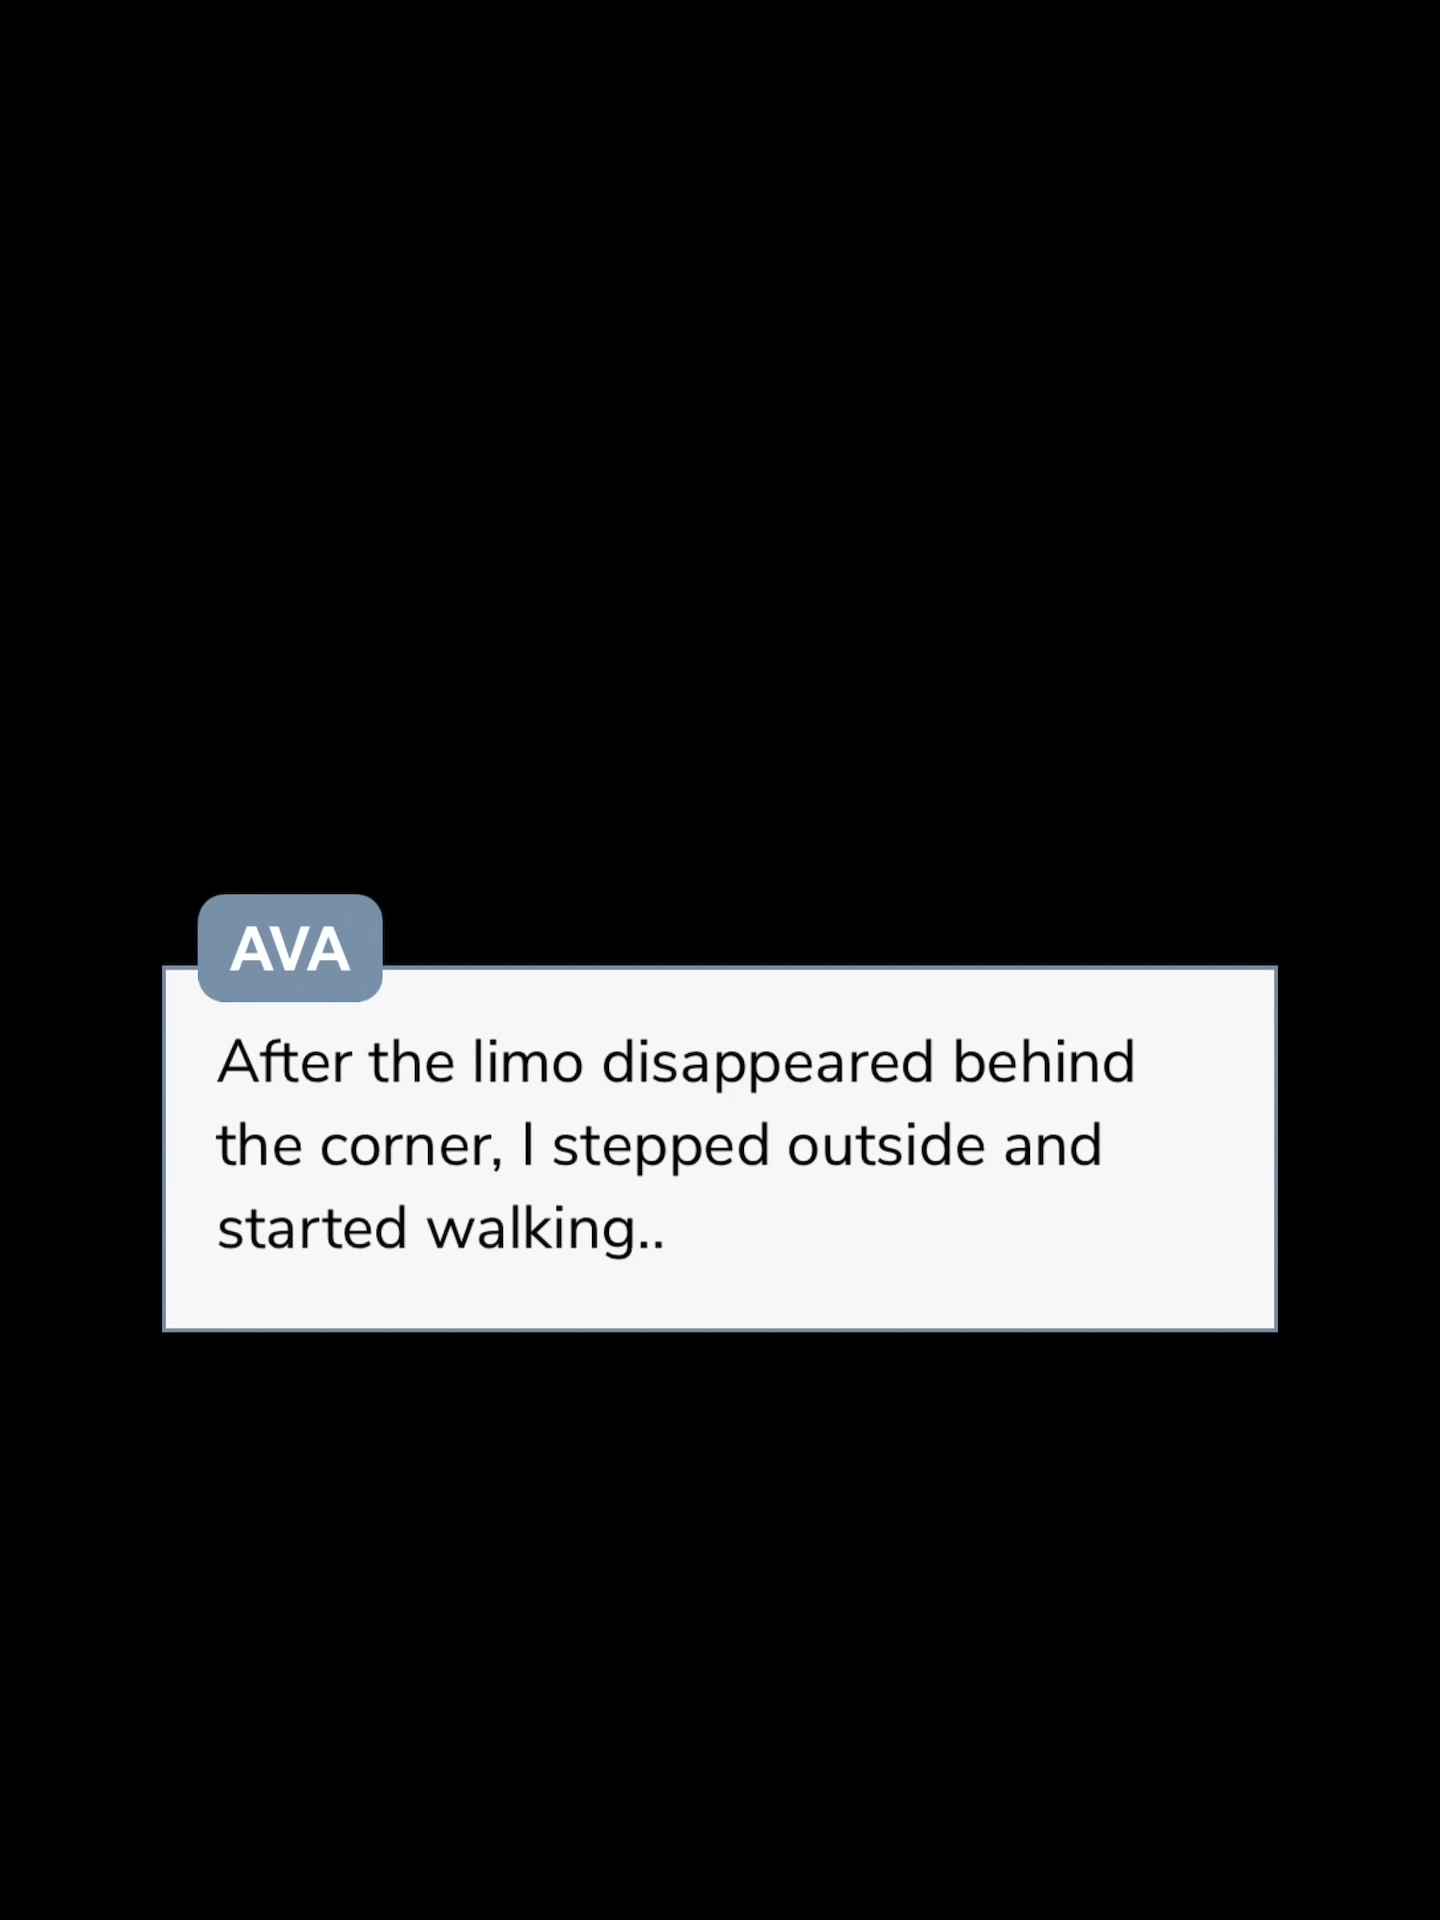 AVA
After the limo disappeared behind
the corner, I stepped outside and
started walking..